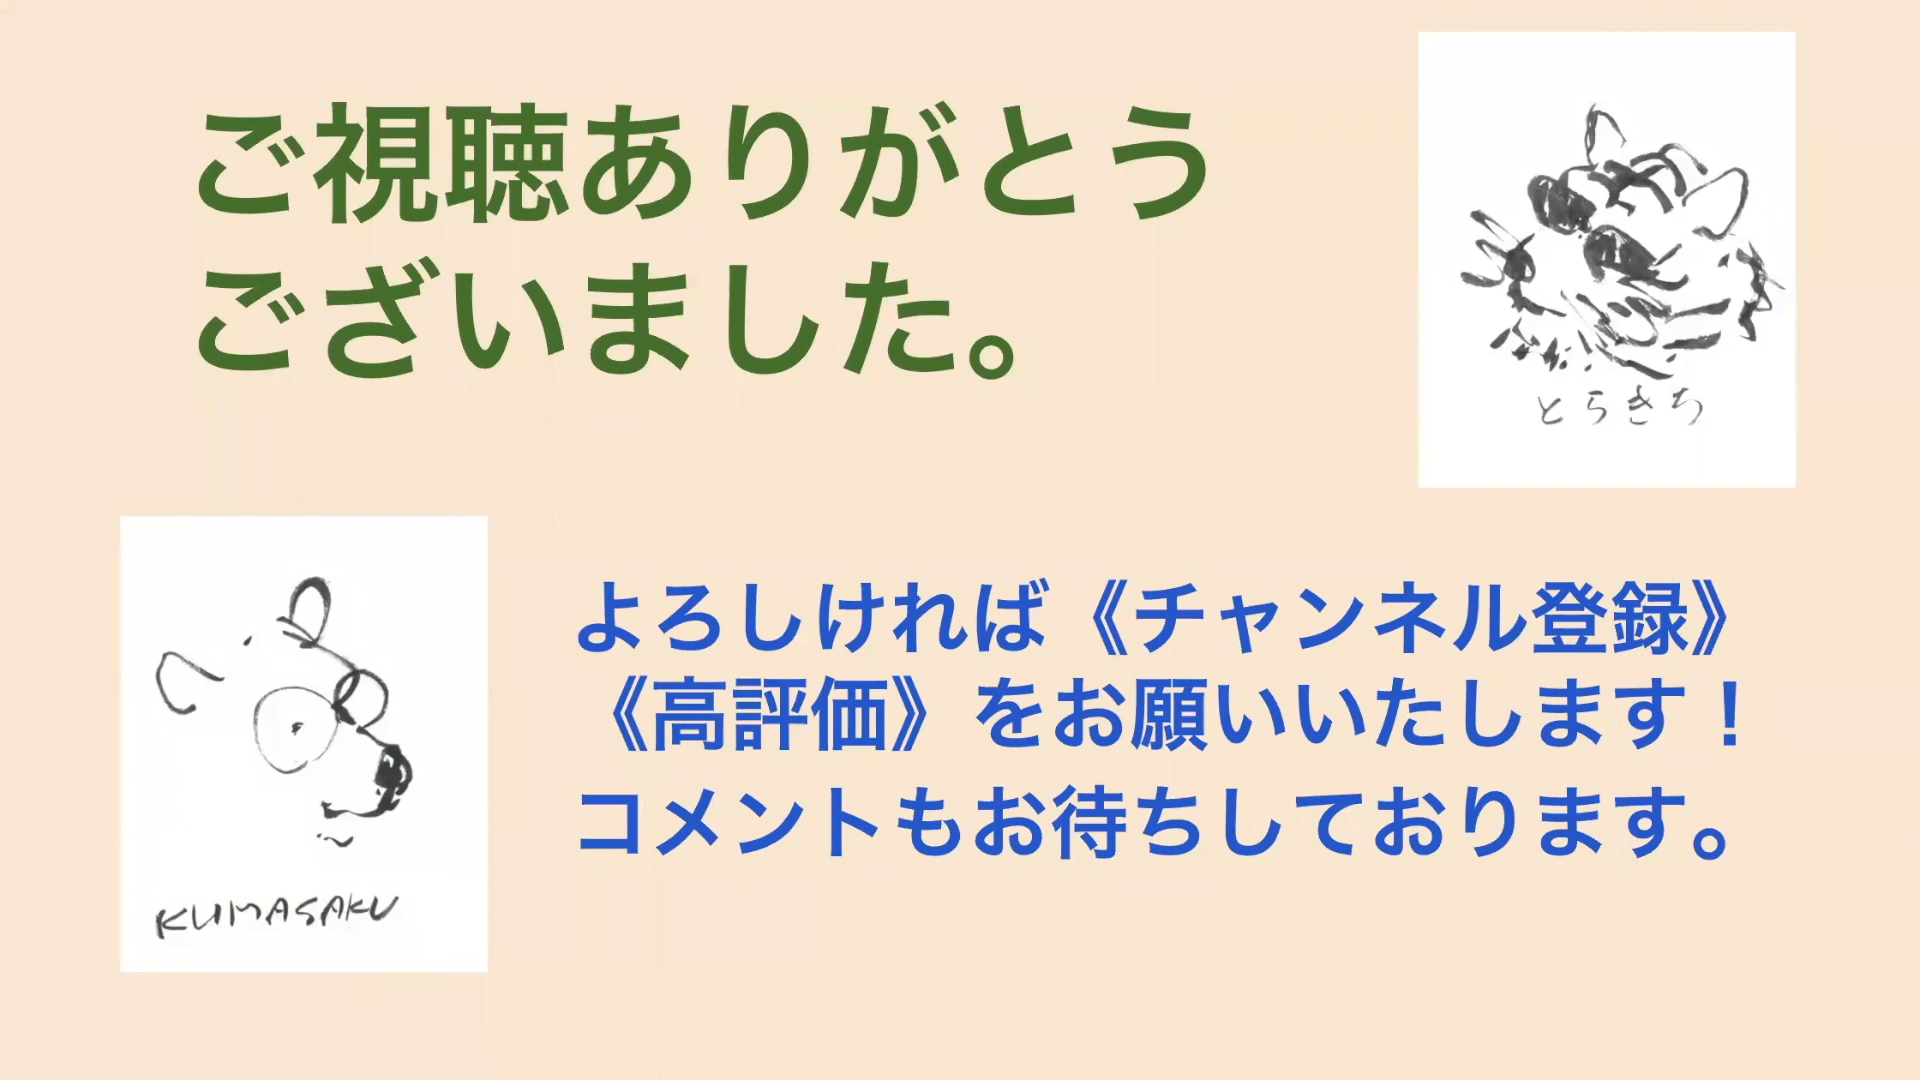 ご視聴ありがとう
ございました。
とらきち
よろしければ《チャンネル登録》
《高評価》をお願いいたします！
コメントもお待ちしております。
KUMASAKU